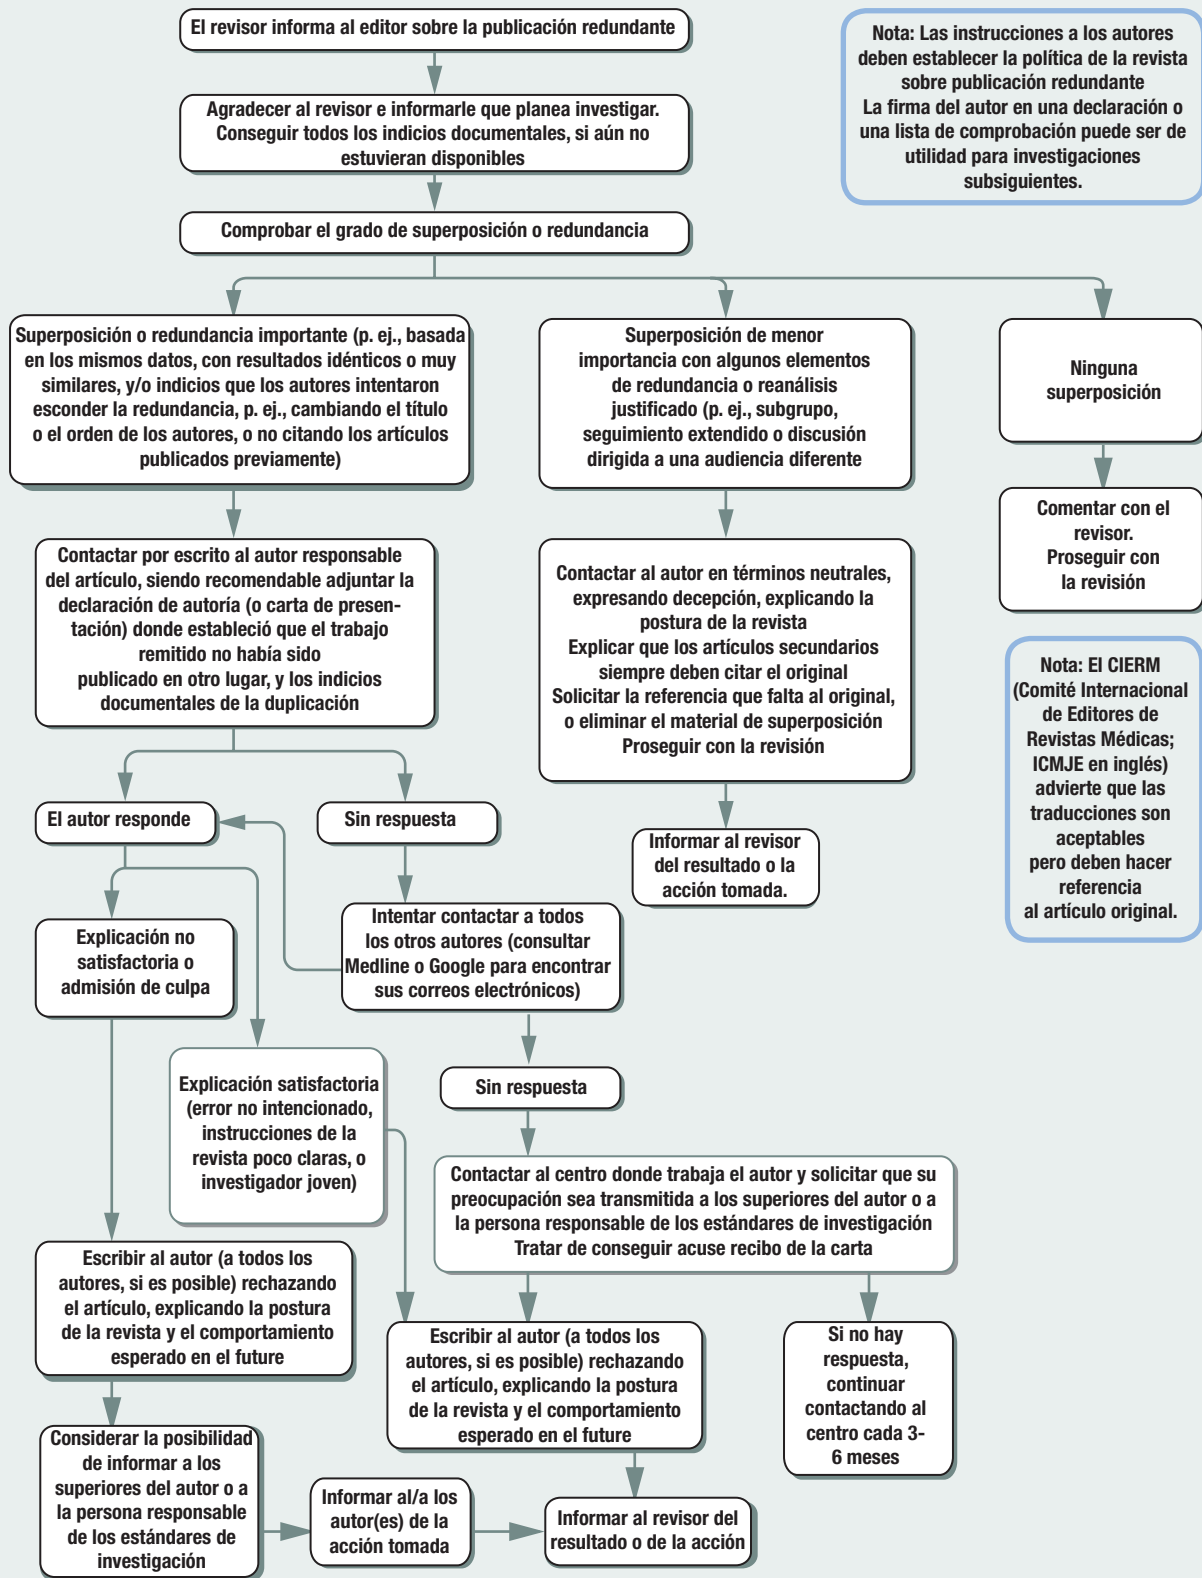 El revisor informa al editor sobre la publicación redundante
Nota: Las instrucciones a los autores
deben establecer la política de la revista
sobre publicación redundante
La firma del autor en una declaración o
una lista de comprobación puede ser de
utilidad para investigaciones
subsiguientes.
Agradecer al revisor e informarle que planea investigar.
Conseguir todos los indicios documentales, si aún no
estuvieran disponibles
Comprobar el grado de superposición o redundancia
Superposición o redundancia importante (p. ej., basada
en los mismos datos, con resultados idénticos o muy
similares, y/o indicios que los autores intentaron
esconder la redundancia, p. ej., cambiando el título
o el orden de los autores, o no citando los artículos
publicados previamente)
Superposición de menor
importancia con algunos elementos
de redundancia o reanálisis
justificado (p. ej., subgrupo,
seguimiento extendido o discusión
dirigida a una audiencia diferente
Ninguna
superposición
Contactar por escrito al autor responsable
del artículo, siendo recomendable adjuntar la
declaración de autoría (o carta de presen-
tación) donde estableció que el trabajo
remitido no había sido
publicado en otro lugar, y los indicios
documentales de la duplicación
Contactar al autor en términos neutrales,
expresando decepción, explicando la
postura de la revista
Explicar que los artículos secundarios
siempre deben citar el original
Solicitar la referencia que falta al original,
o eliminar el material de superposición
Proseguir con la revisión
Comentar con el
revisor.
Proseguir con
la revisión
Nota: El CIERM
(Comité Internacional
de Editores de
Revistas Médicas;
ICMJE en inglés)
advierte que las
traducciones son
aceptables
pero deben hacer
referencia
al artículo original.
El autor responde
Sin respuesta
Informar al revisor
del resultado o la
acción tomada.
Explicación no
satisfactoria o
admisión de culpa
Intentar contactar a todos
los otros autores (consultar
Medline o Google para encontrar
sus correos electrónicos)
Explicación satisfactoria
(error no intencionado,
instrucciones de la
revista poco claras, o
investigador joven)
Sin respuesta
Contactar al centro donde trabaja el autor y solicitar que su
preocupación sea transmitida a los superiores del autor o a
la persona responsable de los estándares de investigación
Tratar de conseguir acuse recibo de la carta
Escribir al autor (a todos los
autores, si es posible) rechazando
el artículo, explicando la postura
de la revista y el comportamiento
esperado en el future
Escribir al autor (a todos los
autores, si es posible) rechazando
el artículo, explicando la postura
de la revista y el comportamiento
esperado en el future
Si no hay
respuesta,
continuar
contactando al
centro cada 3-
6 meses
Considerar la posibilidad
de informar a los
superiores del autor o a
la persona responsable
de los estándares de
investigación
Informar al/a los
autor(es) de la
acción tomada
Informar al revisor del
resultado o de la acción